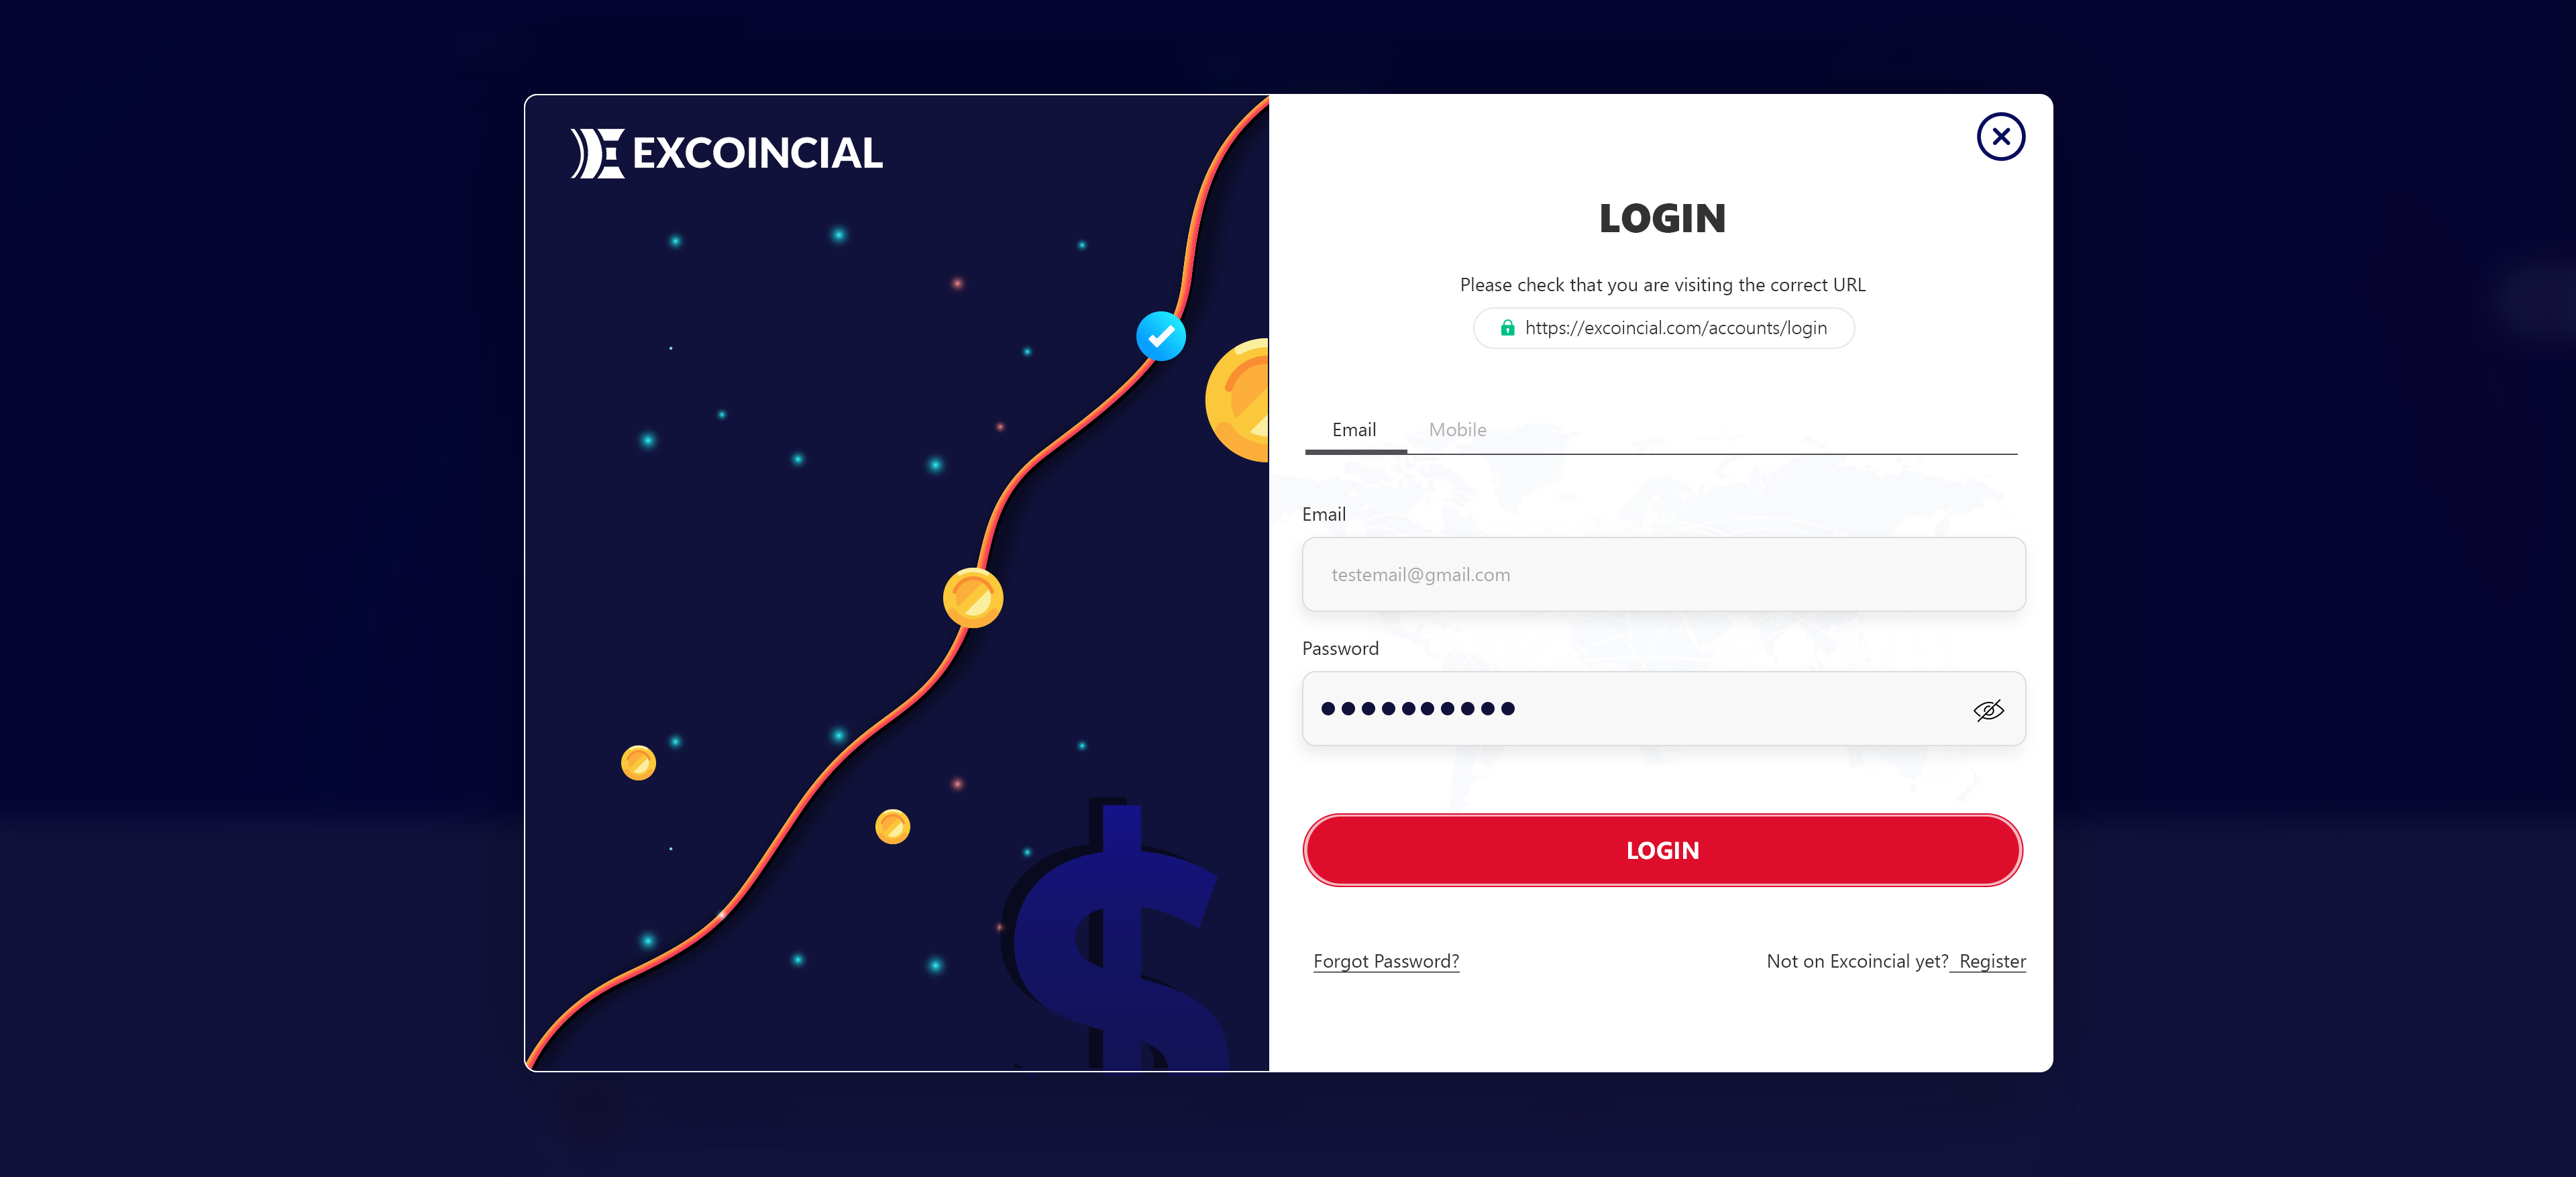 EXCOINCIAL
LOGIN
Please check that you are visiting the correct URL
https://excoincial.com/accounts/login
Email Mobile
Email
testemail@gmail.com
Password
LOGIN
Forgot Password? Not on Excoincial yet? Register